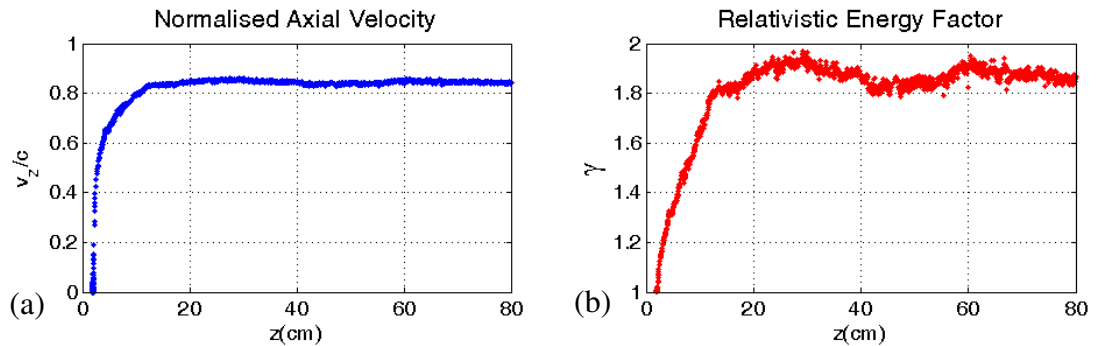 Normalised Axial Velocity
1
0.8
0.6
0.4
0.2
0
v_z/c
0 20 40 60 80
z(cm)
(a)
Relativistic Energy Factor
2
1.8
1.6
1.4
1.2
1
γ
0 20 40 60 80
z(cm)
(b)